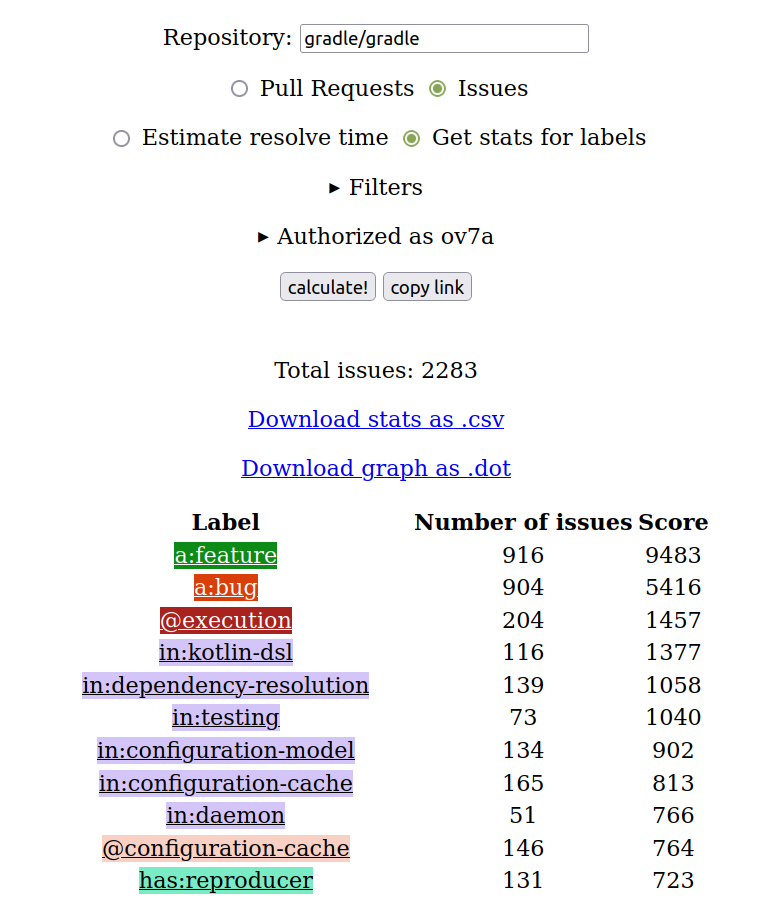 Repository: gradle/gradle
Pull Requests Issues
Estimate resolve time Get stats for labels
▸ Filters
▸ Authorized as ov7a
calculate! copy link
Total issues: 2283
Download stats as .csv
Download graph as .dot
Label Number of issues Score
a:feature 916 9483
a:bug 904 5416
@execution 204 1457
in:kotlin-dsl 116 1377
in:dependency-resolution 139 1058
in:testing 73 1040
in:configuration-model 134 902
in:configuration-cache 165 813
in:daemon 51 766
@configuration-cache 146 764
has:reproducer 131 723